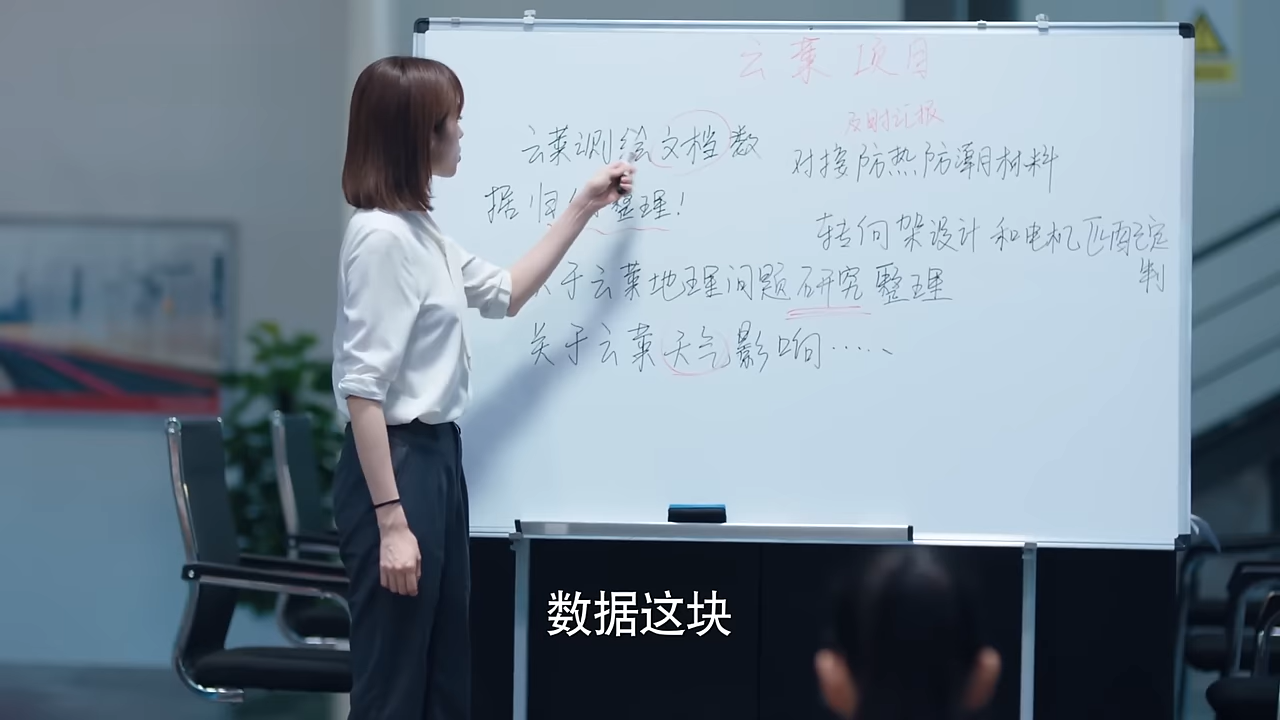 云莱项目
云莱测绘文档数
据归 整理！
于云莱地理问题研究整理
关于云莱天气影响……
及时汇报
对接防热防潮材料
转向架设计和电机匹配定
制
数据这块